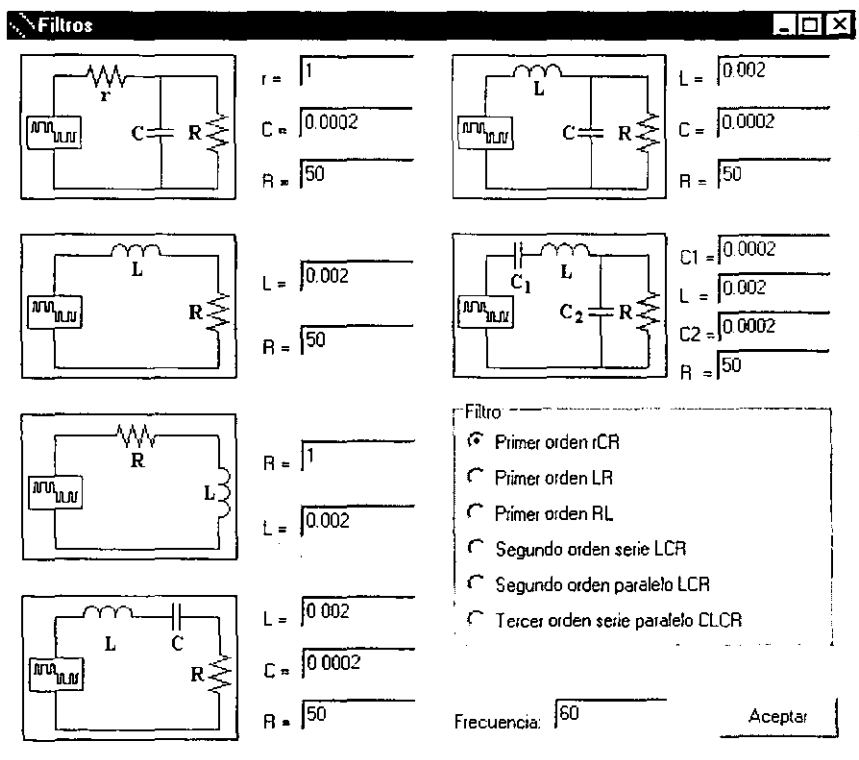 Filtros
r
C
R
r = 1
C = 0.0002
R = 50
L
R
L = 0.002
R = 50
R
L
R = 1
L = 0.002
L
C
R
L = 0.002
C = 0.0002
R = 50
L
C
R
L = 0.002
C = 0.0002
R = 50
C1
L
C2
R
C1 = 0.0002
L = 0.002
C2 = 0.0002
R = 50
Filtro
Primer orden rCR
Primer orden LR
Primer orden RL
Segundo orden serie LCR
Segundo orden paralelo LCR
Tercer orden serie paralelo CLCR
Frecuencia: 60
Aceptar